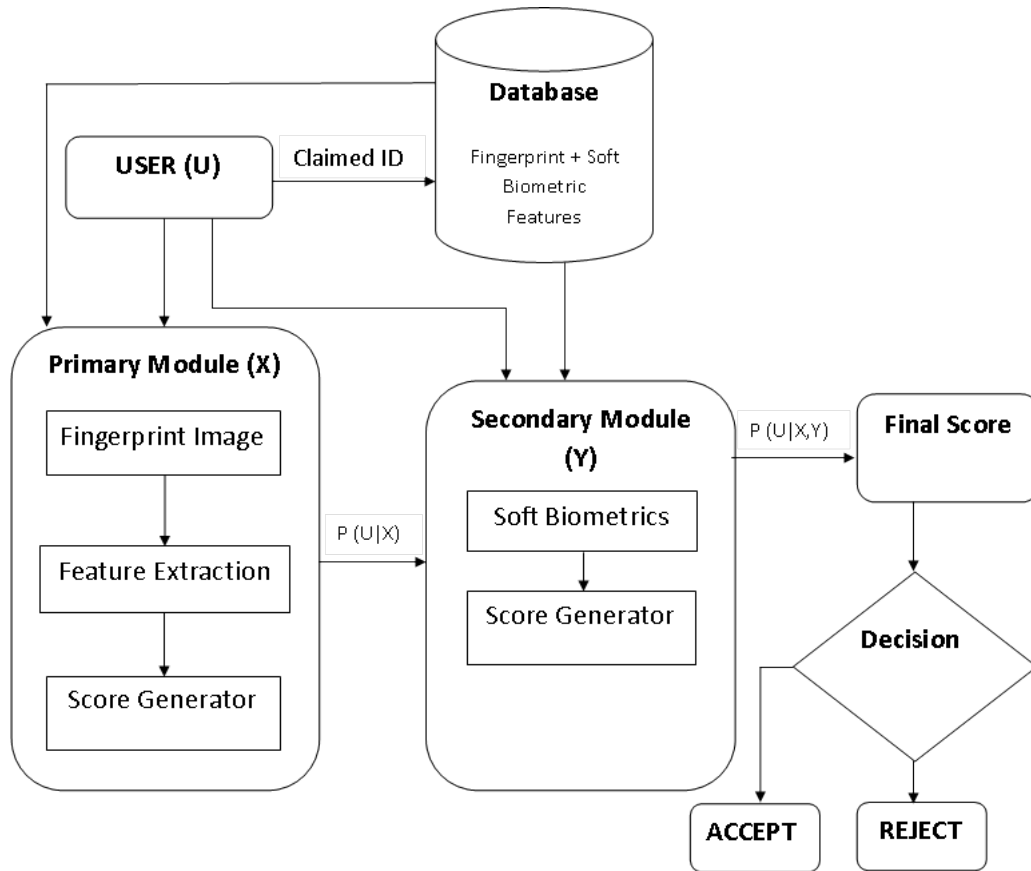 Database
Fingerprint + Soft
Biometric
Features
USER (U)
Claimed ID
Primary Module (X)
Fingerprint Image
Feature Extraction
Score Generator
P (U|X)
Secondary Module
(Y)
Soft Biometrics
Score Generator
P (U|X,Y)
Final Score
Decision
ACCEPT
REJECT